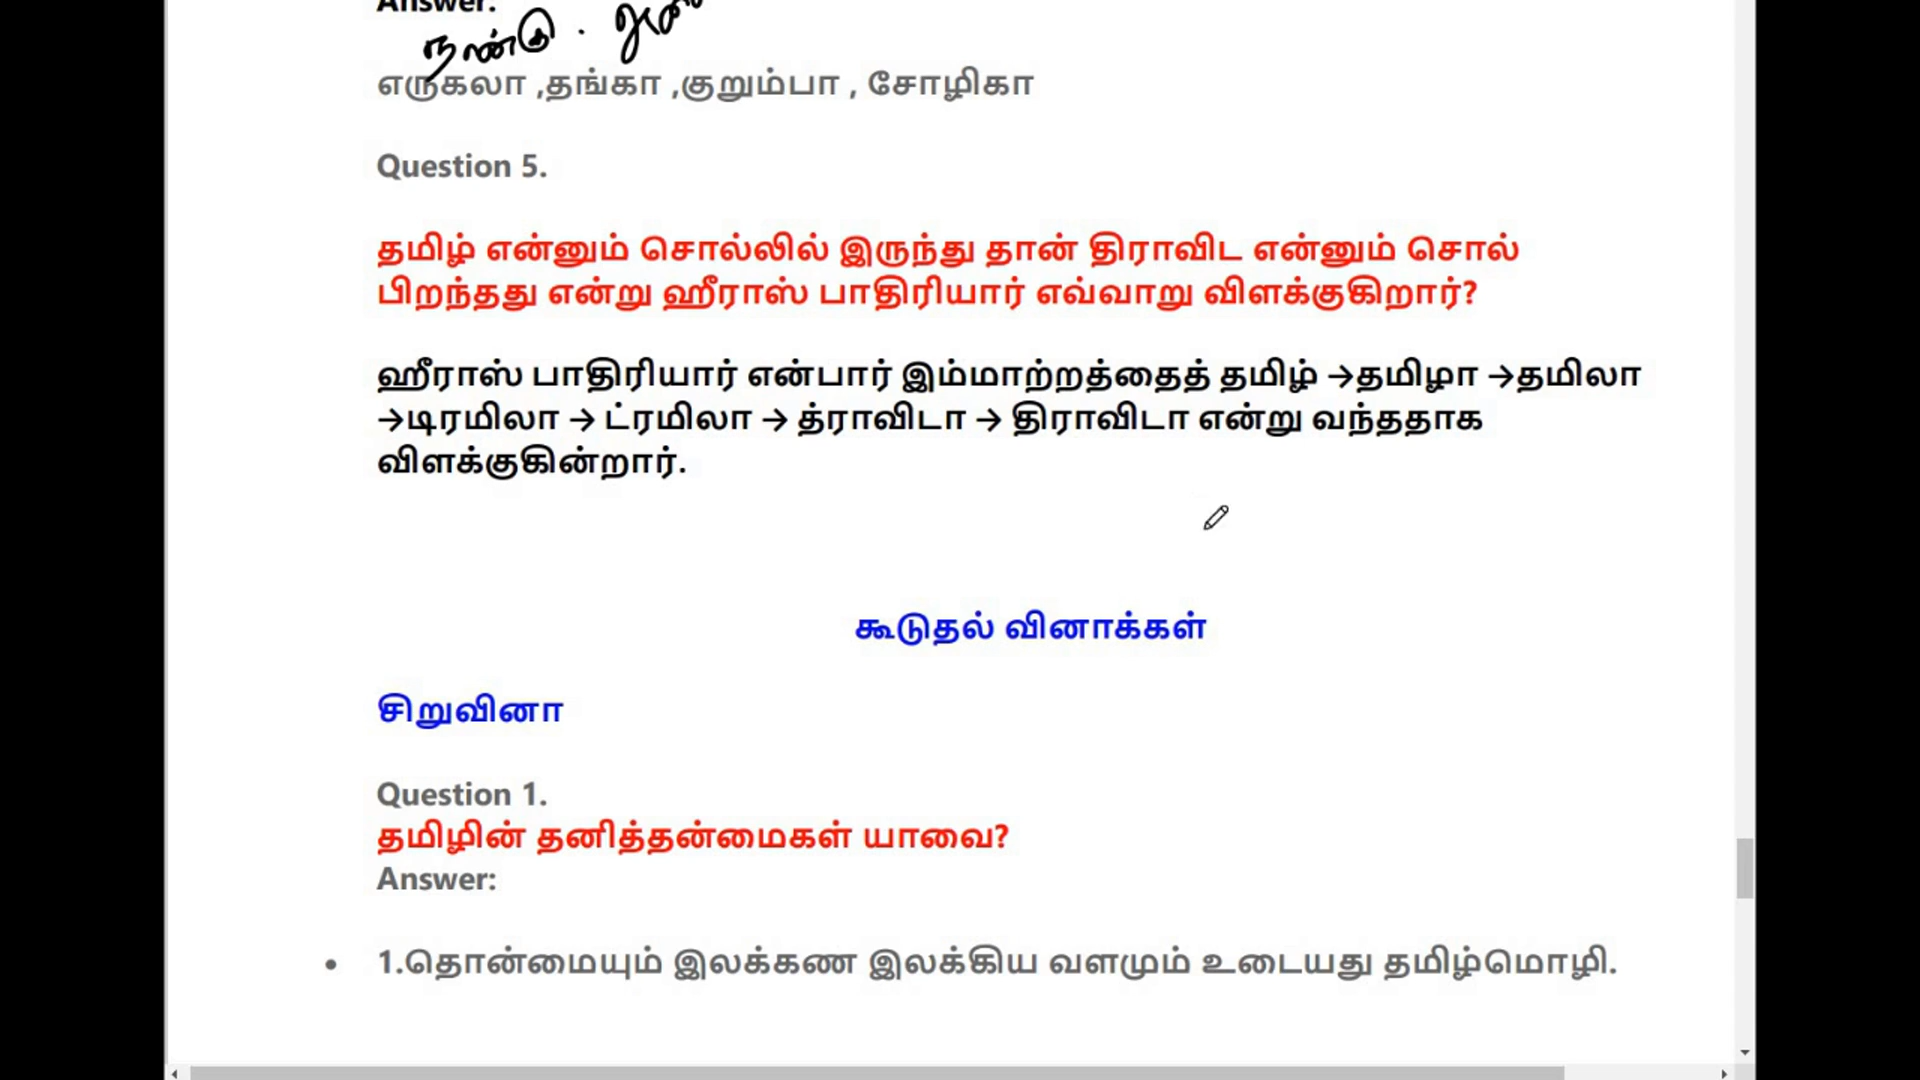 Answer:
நண்கு .
எருகலா ,தங்கா ,குறும்பா , சோழிகா
Question 5.
தமிழ் என்னும் சொல்லில் இருந்து தான் திராவிட என்னும் சொல்
பிறந்தது என்று ஹீராஸ் பாதிரியார் எவ்வாறு விளக்குகிறார்?
ஹீராஸ் பாதிரியார் என்பார் இம்மாற்றத்தைத் தமிழ் →தமிழா →தமிலா
→டிரமிலா → ட்ரமிலா → த்ராவிடா → திராவிடா என்று வந்ததாக
விளக்குகின்றார்.
கூடுதல் வினாக்கள்
சிறுவினா
Question 1.
தமிழின் தனித்தன்மைகள் யாவை?
Answer:
• 1.தொன்மையும் இலக்கண இலக்கிய வளமும் உடையது தமிழ்மொழி.